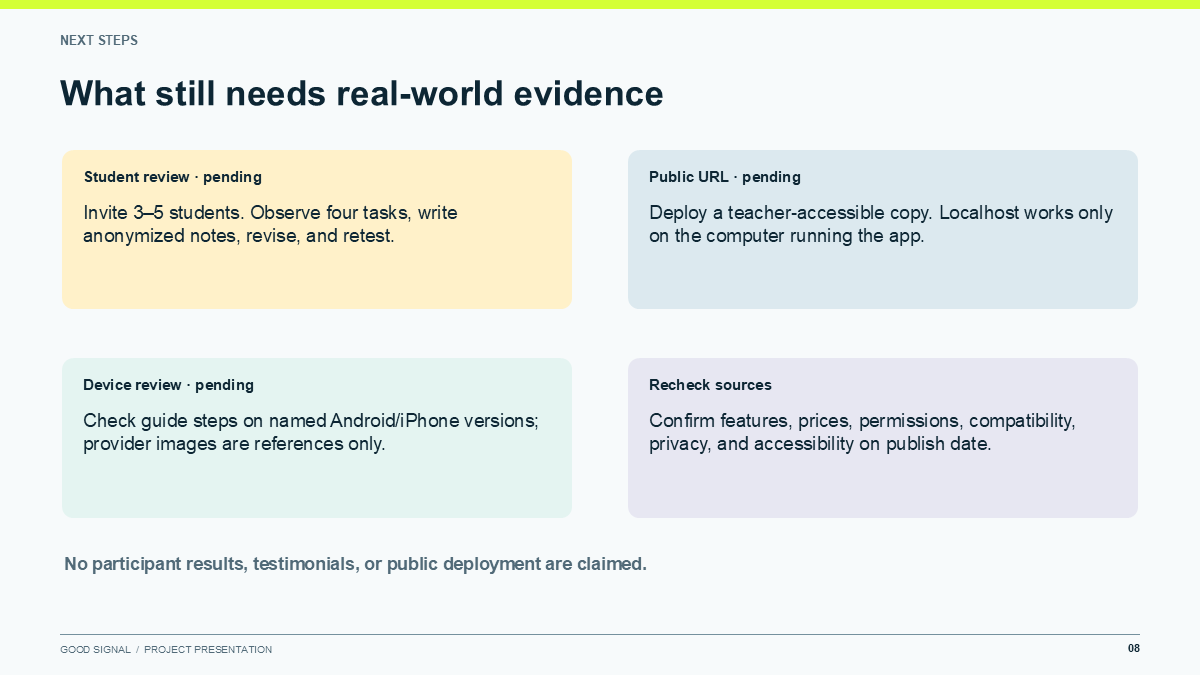 NEXT STEPS
What still needs real-world evidence
Student review · pending
Invite 3–5 students. Observe four tasks, write
anonymized notes, revise, and retest.
Public URL · pending
Deploy a teacher-accessible copy. Localhost works only
on the computer running the app.
Device review · pending
Check guide steps on named Android/iPhone versions;
provider images are references only.
Recheck sources
Confirm features, prices, permissions, compatibility,
privacy, and accessibility on publish date.
No participant results, testimonials, or public deployment are claimed.
GOOD SIGNAL / PROJECT PRESENTATION
08